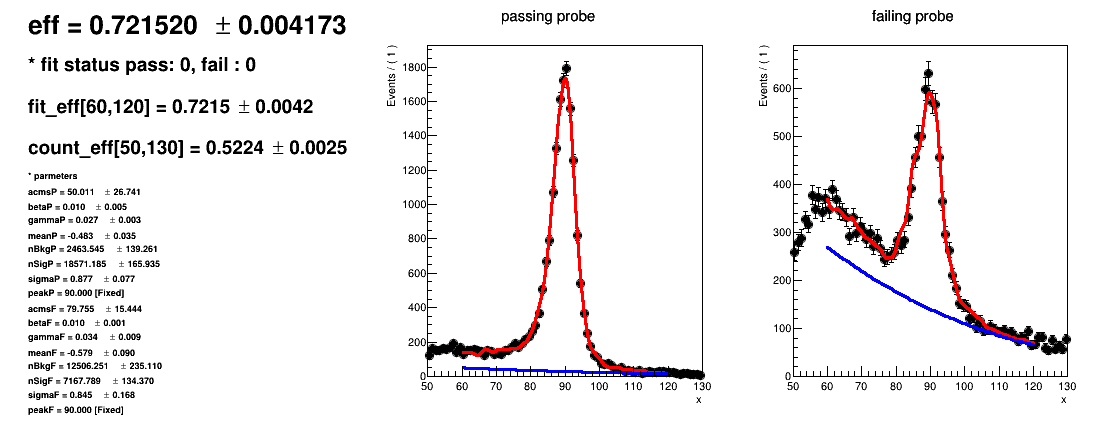 eff = 0.721520 ± 0.004173
* fit status pass: 0, fail : 0
fit_eff[60,120] = 0.7215 ± 0.0042
count_eff[50,130] = 0.5224 ± 0.0025
* parmeters
acmsP = 50.011 ± 26.741
betaP = 0.010 ± 0.005
gammaP = 0.027 ± 0.003
meanP = -0.483 ± 0.035
nBkgP = 2463.545 ± 139.261
nSigP = 18571.185 ± 165.935
sigmaP = 0.877 ± 0.077
peakP = 90.000 [Fixed]
acmsF = 79.755 ± 15.444
betaF = 0.010 ± 0.001
gammaF = 0.034 ± 0.009
meanF = -0.579 ± 0.090
nBkgF = 12506.251 ± 235.110
nSigF = 7167.789 ± 134.370
sigmaF = 0.845 ± 0.168
peakF = 90.000 [Fixed]
passing probe
Events / ( 1 )
1800
1600
1400
1200
1000
800
600
400
200
0
50 60 70 80 90 100 110 120 130
x
failing probe
Events / ( 1 )
600
500
400
300
200
100
0
50 60 70 80 90 100 110 120 130
x